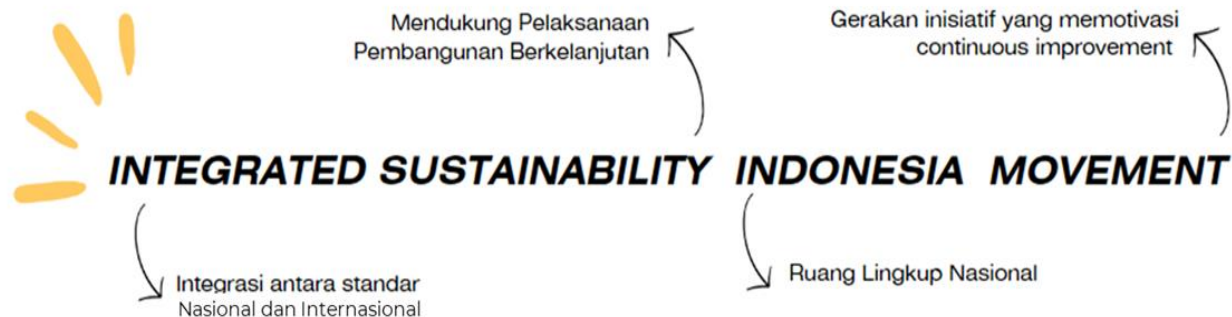 Mendukung Pelaksanaan
Pembangunan Berkelanjutan
Gerakan inisiatif yang memotivasi
continuous improvement
INTEGRATED SUSTAINABILITY INDONESIA MOVEMENT
Integrasi antara standar
Nasional dan Internasional
Ruang Lingkup Nasional